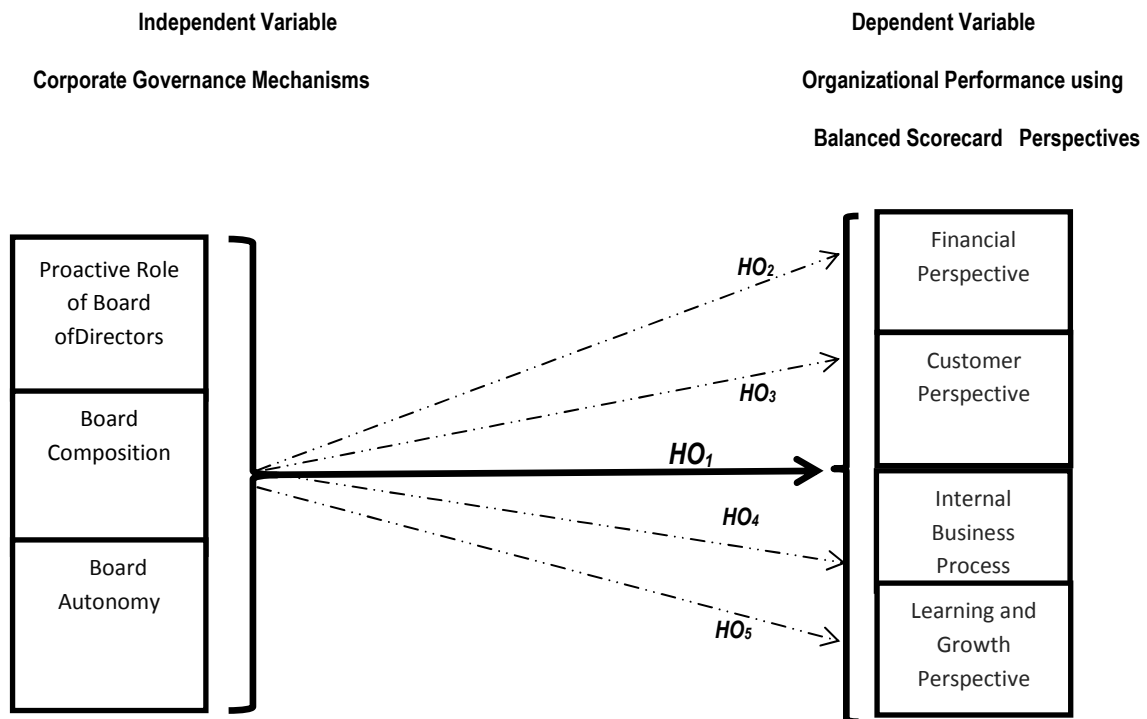 Independent Variable
Corporate Governance Mechanisms
Dependent Variable
Organizational Performance using
Balanced Scorecard Perspectives
Proactive Role
of Board
ofDirectors
Board
Composition
Board
Autonomy
HO2
HO3
HO1
HO4
HO5
Financial
Perspective
Customer
Perspective
Internal
Business
Process
Learning and
Growth
Perspective